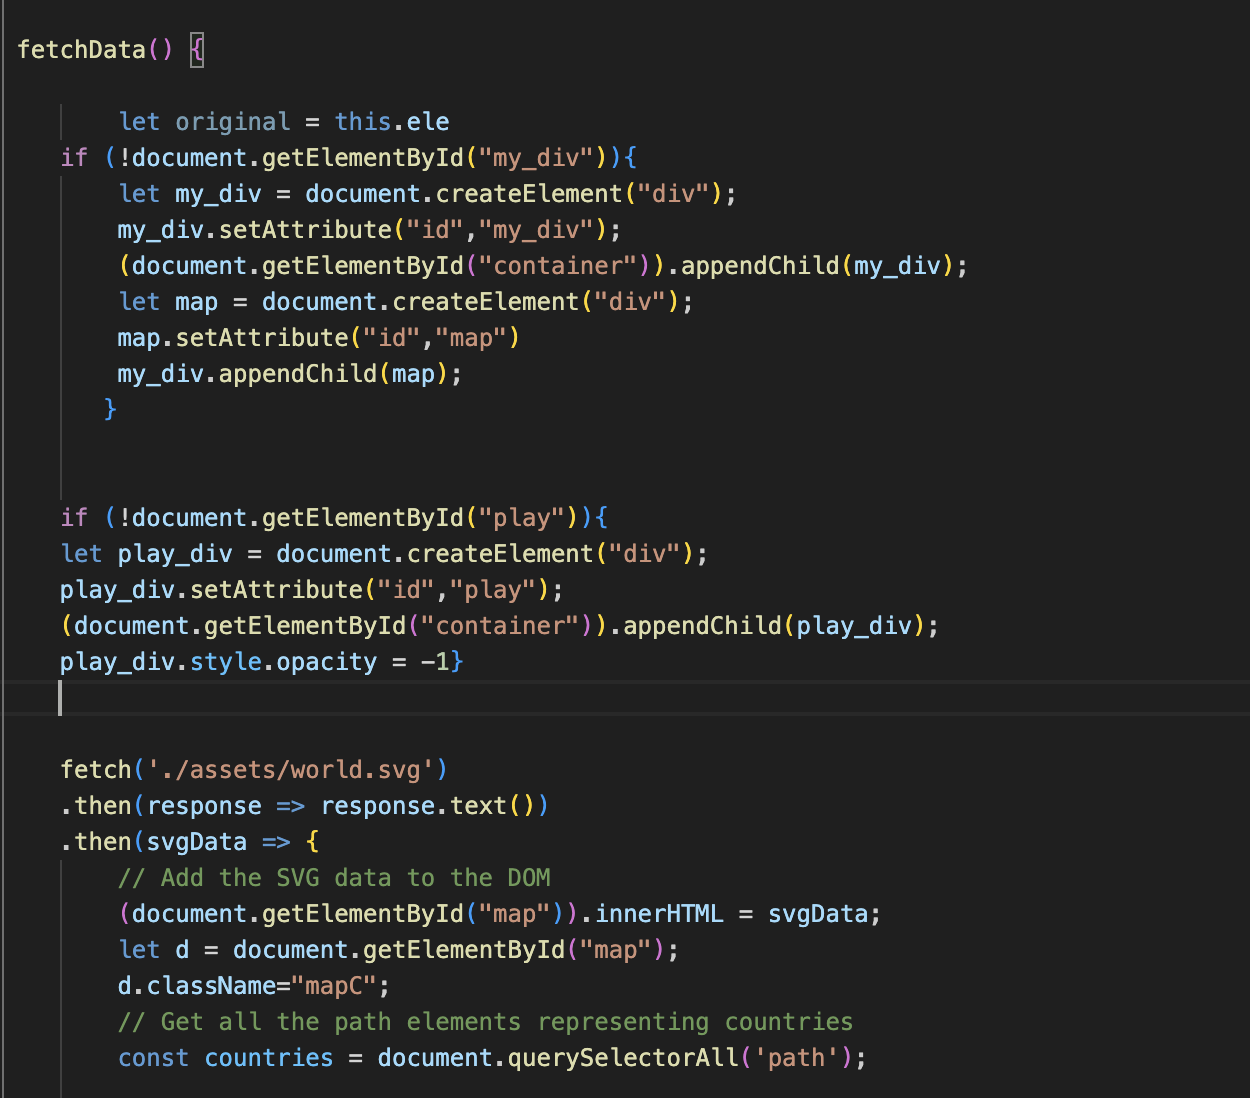 fetchData() {
let original = this.ele
if (!document.getElementById("my_div")){
let my_div = document.createElement("div");
my_div.setAttribute("id","my_div");
(document.getElementById("container")).appendChild(my_div);
let map = document.createElement("div");
map.setAttribute("id","map")
my_div.appendChild(map);
}
if (!document.getElementById("play")){
let play_div = document.createElement("div");
play_div.setAttribute("id","play");
(document.getElementById("container")).appendChild(play_div);
play_div.style.opacity = -1}
fetch('./assets/world.svg')
.then(response => response.text())
.then(svgData => {
// Add the SVG data to the DOM
(document.getElementById("map")).innerHTML = svgData;
let d = document.getElementById("map");
d.className="mapC";
// Get all the path elements representing countries
const countries = document.querySelectorAll('path');